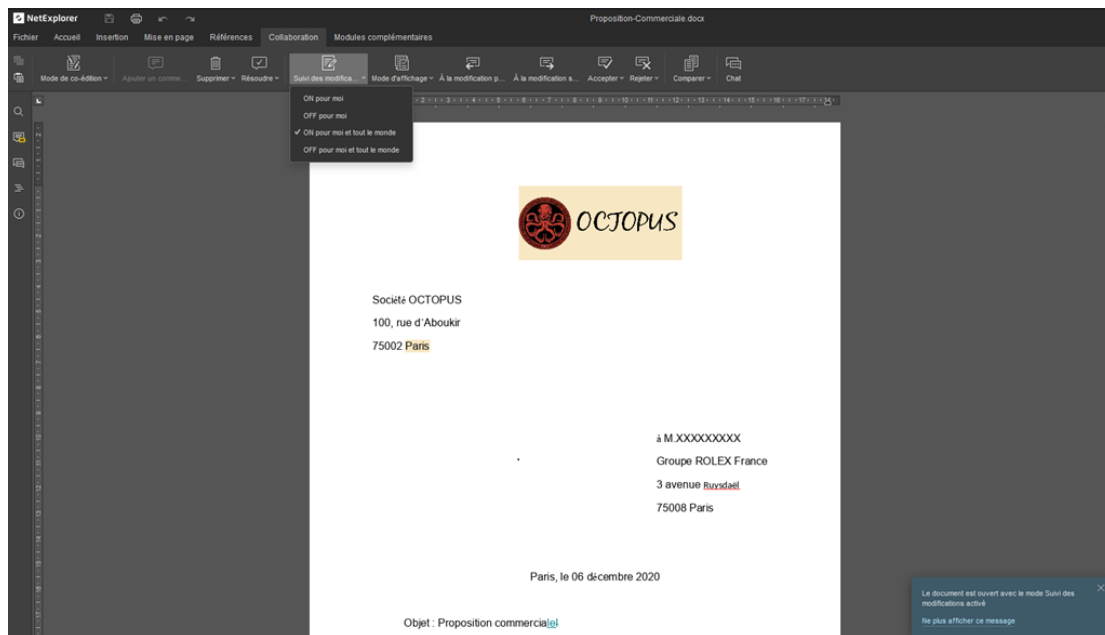 NetExplorer
Proposition-Commerciale.docx
Fichier Accueil Insertion Mise en page Références Collaboration Modules complémentaires
Mode de co-édition Ajouter un comme... Supprimer Résoudre Suivi des modifica... Mode d'affichage À la modification p... À la modification s... Accepter Rejeter Comparer Chat
ON pour moi
OFF pour moi
ON pour moi et tout le monde
OFF pour moi et tout le monde
OCTOPUS
Société OCTOPUS
100, rue d'Aboukir
75002 Paris
à M.XXXXXXXXX
Groupe ROLEX France
3 avenue Ruysdaël
75008 Paris
Paris, le 06 décembre 2020
Objet : Proposition commerciale
Le document est ouvert avec le mode Suivi des
modifications activé
Ne plus afficher ce message